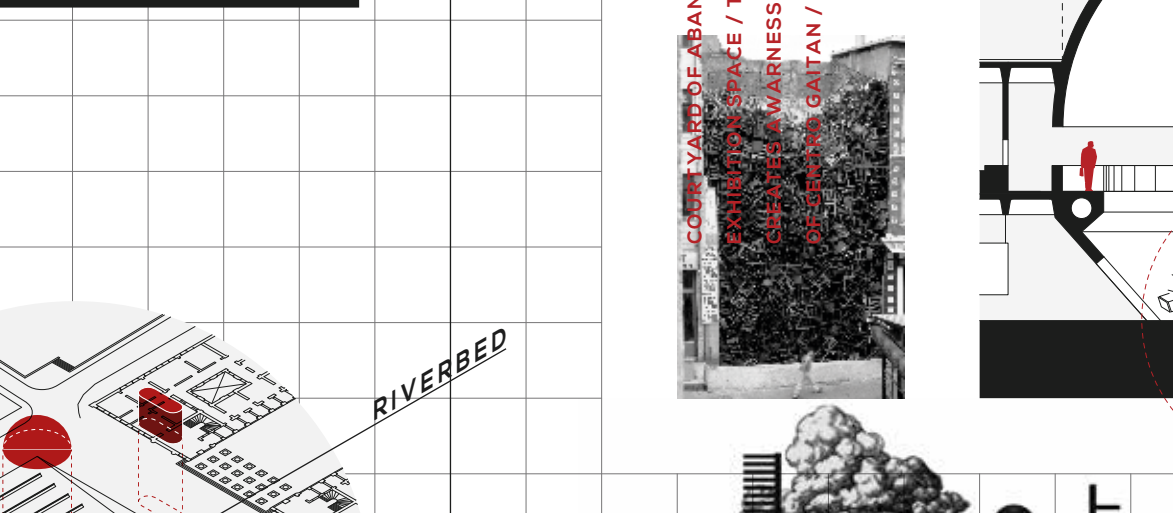 COURTYARD OF ABAN
EXHIBITION SPACE / T
CREATES AWARNESS
OF CENTRO GAITAN /
RIVERBED